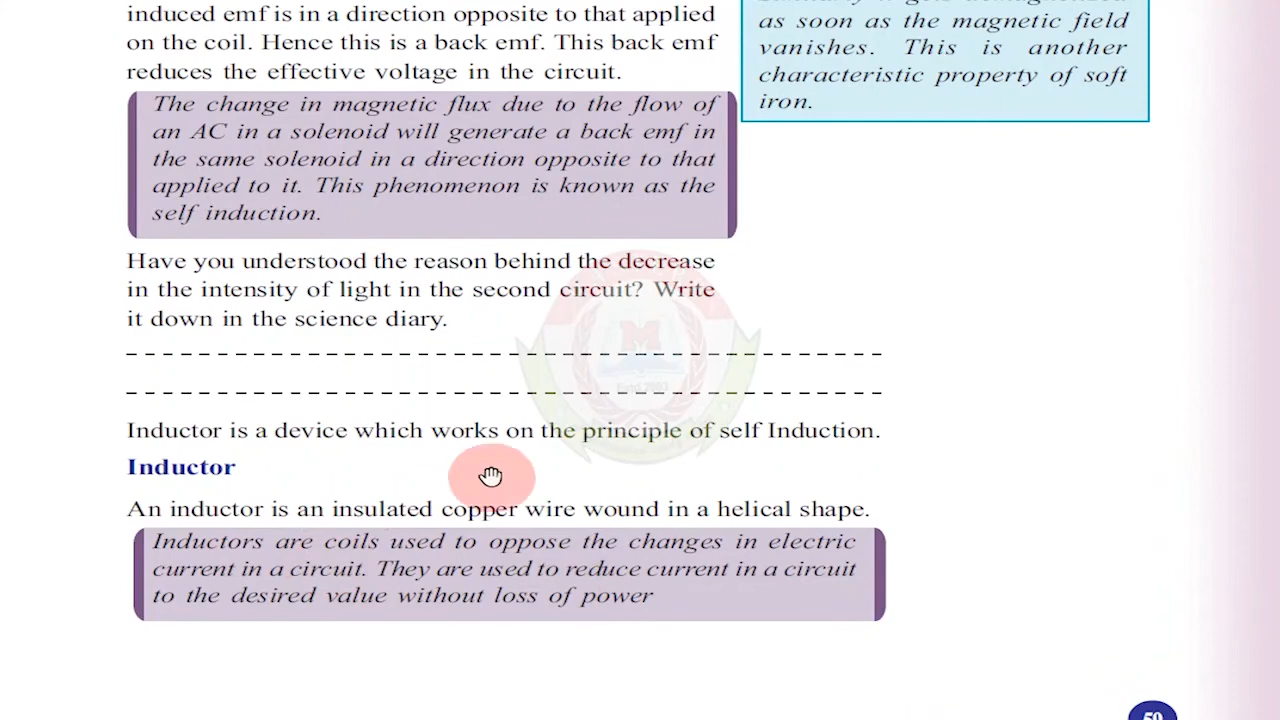 induced emf is in a direction opposite to that applied
on the coil. Hence this is a back emf. This back emf
reduces the effective voltage in the circuit.
The change in magnetic flux due to the flow of
an AC in a solenoid will generate a back emf in
the same solenoid in a direction opposite to that
applied to it. This phenomenon is known as the
self induction.
Have you understood the reason behind the decrease
in the intensity of light in the second circuit? Write
it down in the science diary.
Inductor is a device which works on the principle of self Induction.
Inductor
An inductor is an insulated copper wire wound in a helical shape.
Inductors are coils used to oppose the changes in electric
current in a circuit. They are used to reduce current in a circuit
to the desired value without loss of power
as soon as the magnetic field
vanishes. This is another
characteristic property of soft
iron.
M